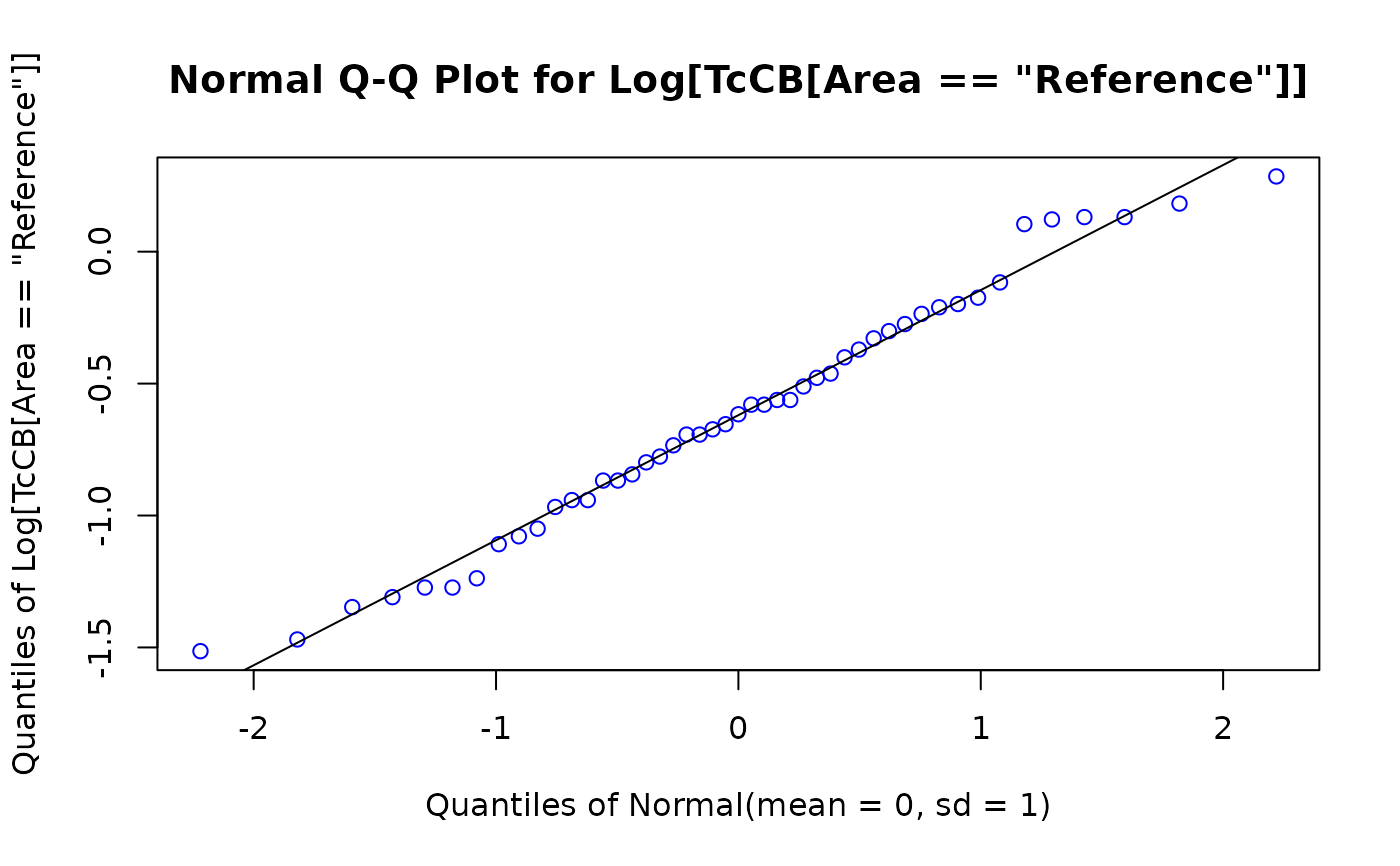 Normal Q-Q Plot for Log[TcCB[Area == "Reference"]]
Quantiles of Log[TcCB[Area == "Reference"]]
0.0
-0.5
-1.0
-1.5
-2 -1 0 1 2
Quantiles of Normal(mean = 0, sd = 1)